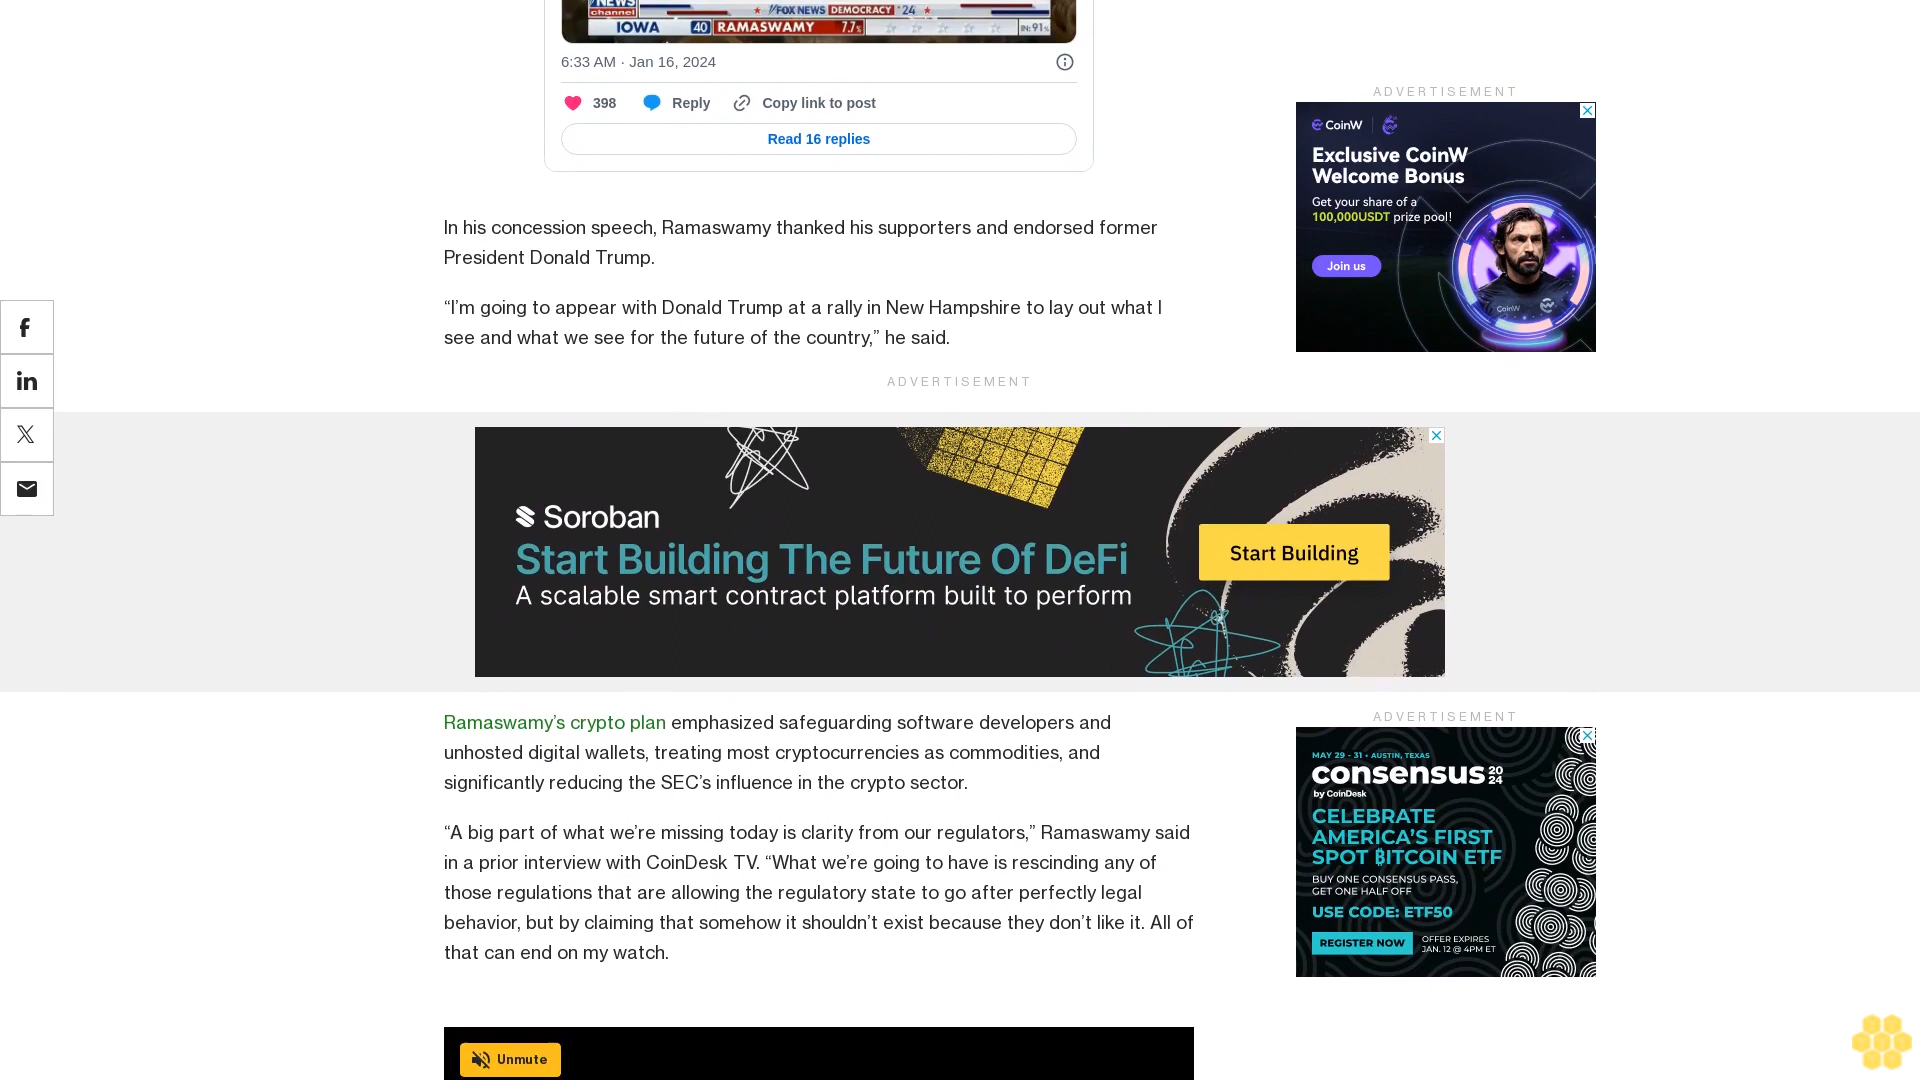 NEWS
channel
FOX NEWS DEMOCRACY '24
IOWA 40 RAMASWAMY 7.7% IN: 91%
6:33 AM · Jan 16, 2024
398 Reply Copy link to post
Read 16 replies
In his concession speech, Ramaswamy thanked his supporters and endorsed former
President Donald Trump.
“I’m going to appear with Donald Trump at a rally in New Hampshire to lay out what I
see and what we see for the future of the country,” he said.
ADVERTISEMENT
CoinW
Exclusive CoinW
Welcome Bonus
Get your share of a
100,000USDT prize pool!
Join us
CoinW
ADVERTISEMENT
Soroban
Start Building The Future Of DeFi
A scalable smart contract platform built to perform
Start Building
Ramaswamy’s crypto plan emphasized safeguarding software developers and
unhosted digital wallets, treating most cryptocurrencies as commodities, and
significantly reducing the SEC’s influence in the crypto sector.
“A big part of what we’re missing today is clarity from our regulators,” Ramaswamy said
in a prior interview with CoinDesk TV. “What we’re going to have is rescinding any of
those regulations that are allowing the regulatory state to go after perfectly legal
behavior, but by claiming that somehow it shouldn’t exist because they don’t like it. All of
that can end on my watch.
ADVERTISEMENT
MAY 29 - 31 • AUSTIN, TEXAS
consensus 2024
by CoinDesk
CELEBRATE
AMERICA’S FIRST
SPOT ₿ITCOIN ETF
BUY ONE CONSENSUS PASS,
GET ONE HALF OFF
USE CODE: ETF50
REGISTER NOW
OFFER EXPIRES
JAN. 12 @ 4PM ET
Unmute